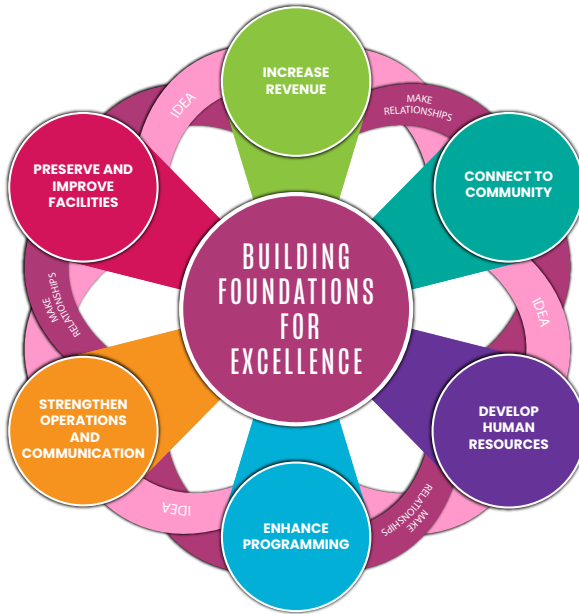 INCREASE
REVENUE
IDEA
MAKE
RELATIONSHIPS
PRESERVE AND
IMPROVE
FACILITIES
CONNECT TO
COMMUNITY
BUILDING
FOUNDATIONS
FOR
EXCELLENCE
MAKE
RELATIONSHIPS
IDEA
STRENGTHEN
OPERATIONS
AND
COMMUNICATION
DEVELOP
HUMAN
RESOURCES
IDEA
MAKE
RELATIONSHIPS
ENHANCE
PROGRAMMING